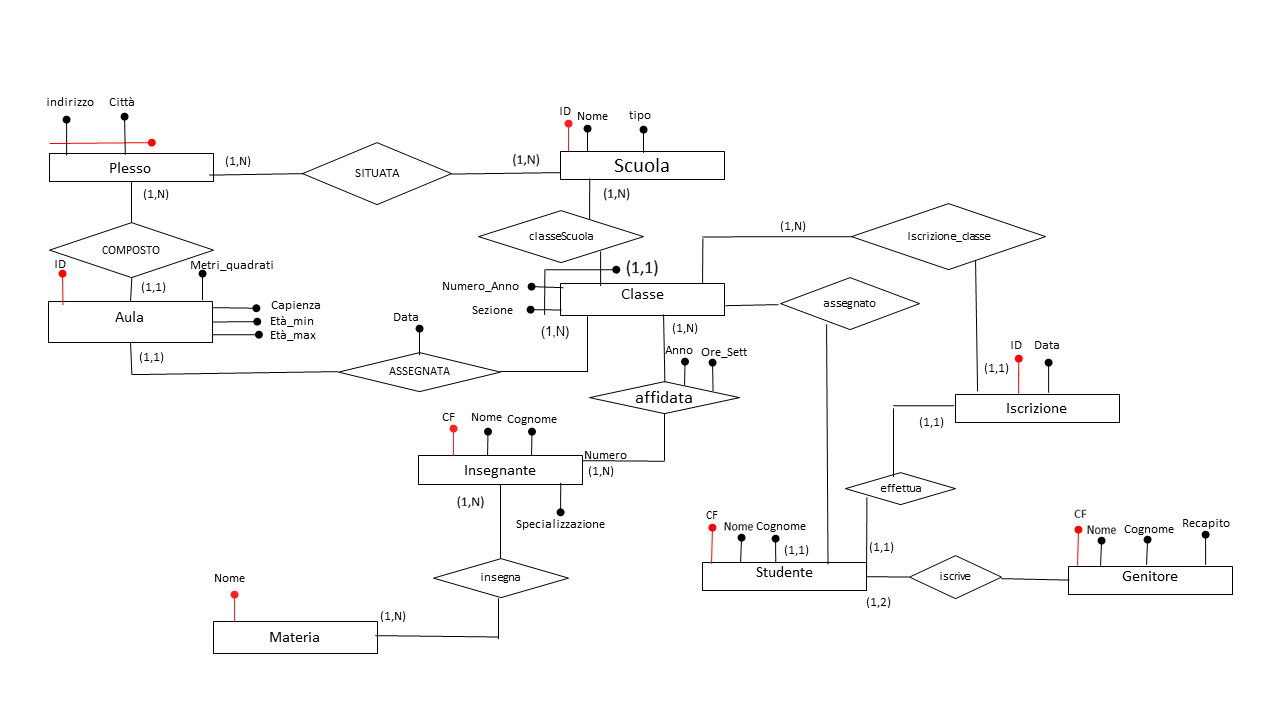 indirizzo
Città
ID
Nome
tipo
Plesso
(1,N)
SITUATA
(1,N)
Scuola
(1,N)
(1,N)
COMPOSTO
classeScuola
(1,N)
Iscrizione_classe
ID
Metri_quadrati
(1,1)
(1,1)
Numero_Anno
Classe
Sezione
(1,N)
assegnato
Aula
Capienza
Età_min
Età_max
(1,1)
Data
ASSEGNATA
(1,N)
Anno
Ore_Sett
affidata
ID
Data
(1,1)
Iscrizione
(1,1)
CF
Nome
Cognome
Numero
Insegnante
(1,N)
(1,N)
Specializzazione
effettua
CF
Nome
Cognome
(1,1)
(1,1)
Studente
(1,2)
iscrive
CF
Nome
Cognome
Recapito
Genitore
insegna
Nome
(1,N)
Materia